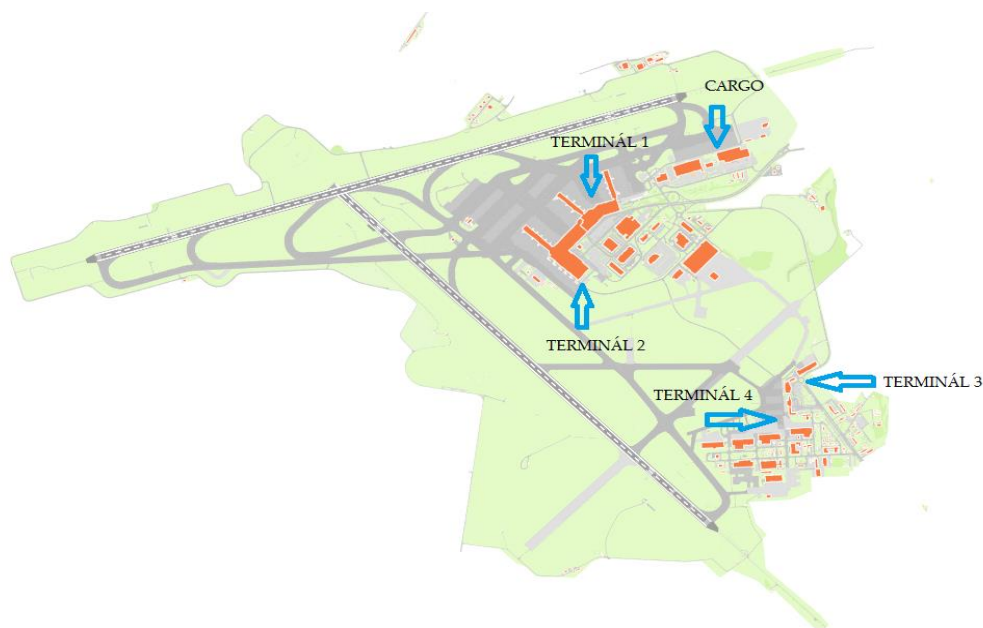 CARGO
TERMINÁL 1
TERMINÁL 2
TERMINÁL 3
TERMINÁL 4